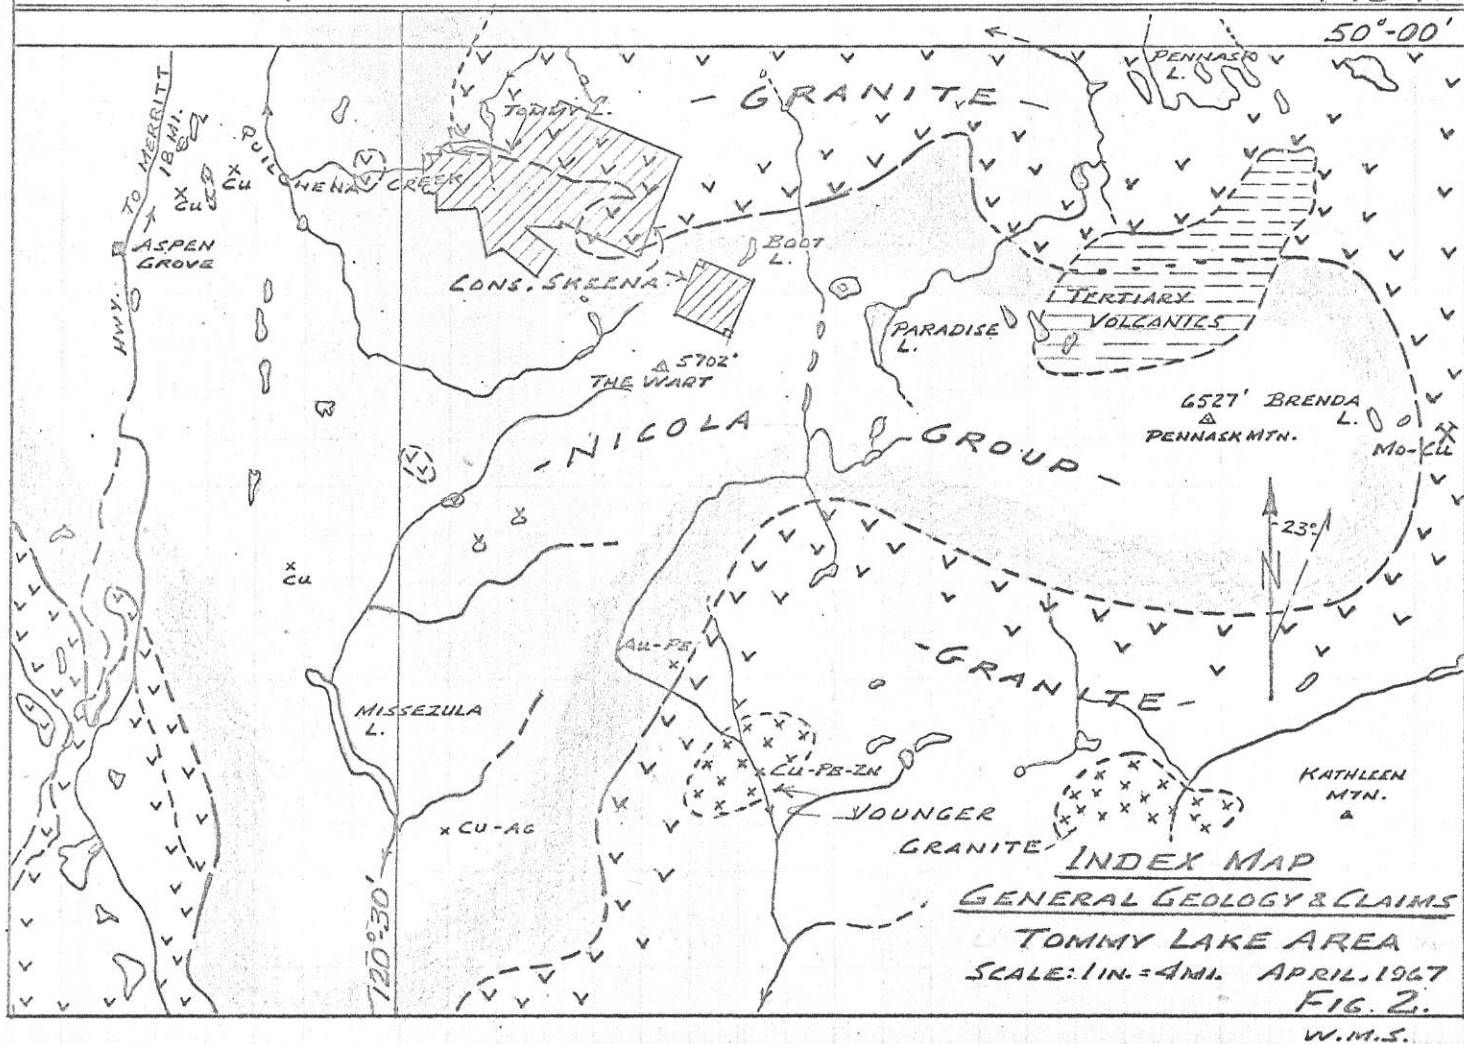 50°-00'
PENNASK
L.
TO MERRITT
18 MI.
TOMMY L.
- GRANITE -
QUILCHENA CREEK
Cu
Cu
ASPEN
GROVE
HWY.
BOOT
L.
CONS. SKEENA
TERTIARY
VOLCANICS
PARADISE
L.
5702'
THE WART
6527'
PENNASK MTN.
BRENDA
L.
MO-CU
- NICOLA GROUP -
23°
N
Cu
AU-PB
- GRANITE -
MISSEZULA
L.
CU-PB-ZN
CU-AG
YOUNGER
GRANITE
KATHLEEN
MTN.
120°30'
INDEX MAP
GENERAL GEOLOGY & CLAIMS
TOMMY LAKE AREA
SCALE: 1 IN. = 4 MI. APRIL, 1967
FIG. 2.
W.M.S.